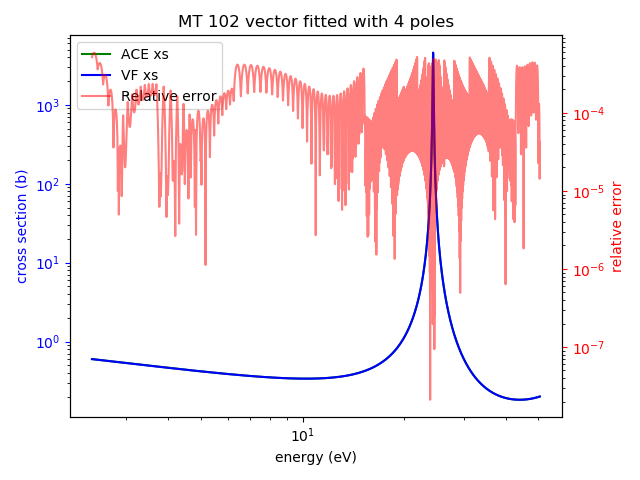 MT 102 vector fitted with 4 poles
ACE xs
VF xs
Relative error
10³
10²
10¹
10⁰
cross section (b)
10⁻⁴
10⁻⁵
10⁻⁶
10⁻⁷
relative error
10¹
energy (eV)